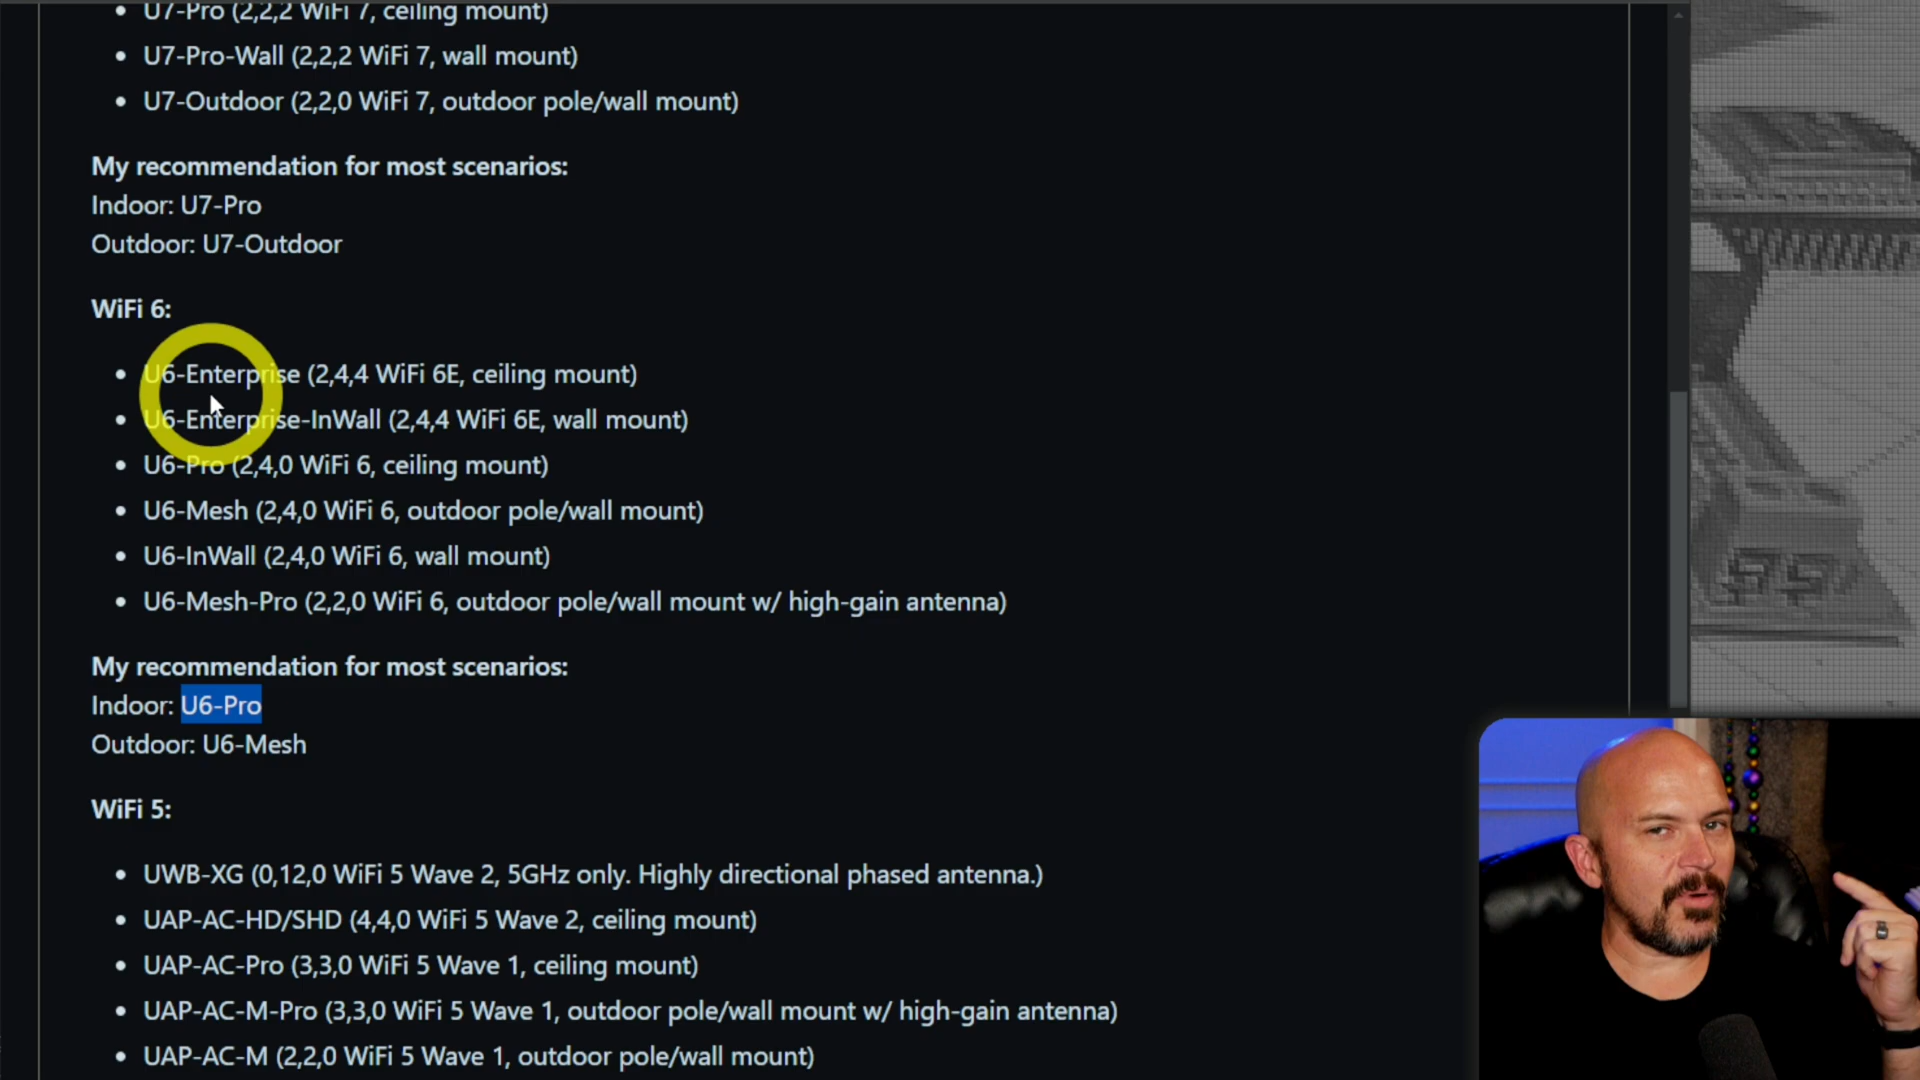 U7-Pro (2,2,2 WiFi 7, ceiling mount)
U7-Pro-Wall (2,2,2 WiFi 7, wall mount)
U7-Outdoor (2,2,0 WiFi 7, outdoor pole/wall mount)
My recommendation for most scenarios:
Indoor: U7-Pro
Outdoor: U7-Outdoor
WiFi 6:
U6-Enterprise (2,4,4 WiFi 6E, ceiling mount)
U6-Enterprise-InWall (2,4,4 WiFi 6E, wall mount)
U6-Pro (2,4,0 WiFi 6, ceiling mount)
U6-Mesh (2,4,0 WiFi 6, outdoor pole/wall mount)
U6-InWall (2,4,0 WiFi 6, wall mount)
U6-Mesh-Pro (2,2,0 WiFi 6, outdoor pole/wall mount w/ high-gain antenna)
My recommendation for most scenarios:
Indoor: U6-Pro
Outdoor: U6-Mesh
WiFi 5:
UWB-XG (0,12,0 WiFi 5 Wave 2, 5GHz only. Highly directional phased antenna.)
UAP-AC-HD/SHD (4,4,0 WiFi 5 Wave 2, ceiling mount)
UAP-AC-Pro (3,3,0 WiFi 5 Wave 1, ceiling mount)
UAP-AC-M-Pro (3,3,0 WiFi 5 Wave 1, outdoor pole/wall mount w/ high-gain antenna)
UAP-AC-M (2,2,0 WiFi 5 Wave 1, outdoor pole/wall mount)